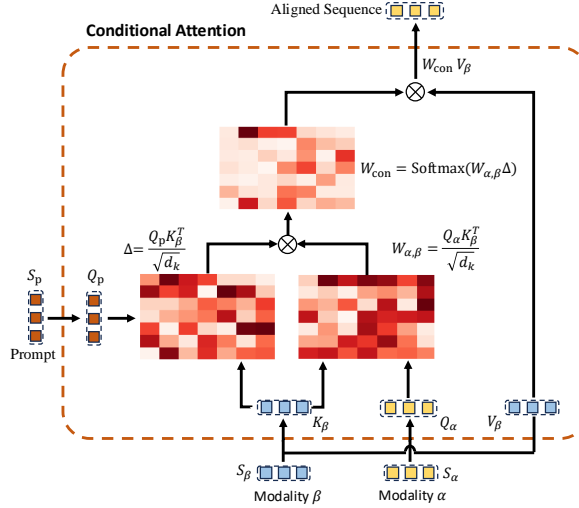 Aligned Sequence
Conditional Attention
W_con V_β
W_con = Softmax(W_α,β Δ)
Δ = Q_p K_β^T / √d_k
W_α,β = Q_α K_β^T / √d_k
S_p
Q_p
Prompt
K_β
Q_α
V_β
S_β
S_α
Modality β
Modality α